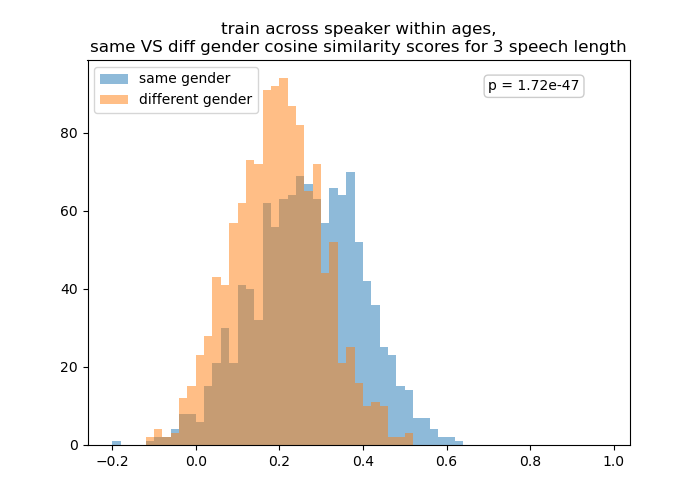 train across speaker within ages,
same VS diff gender cosine similarity scores for 3 speech length
same gender
different gender
p = 1.72e-47
80
60
40
20
0
−0.2 0.0 0.2 0.4 0.6 0.8 1.0